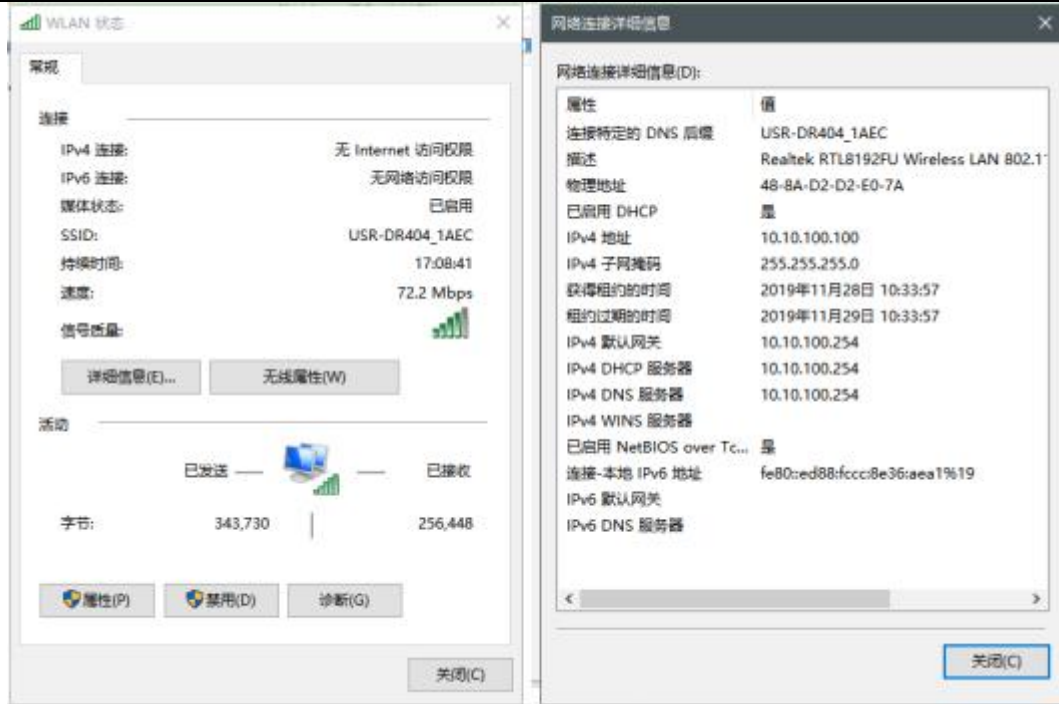 WLAN 状态
常规
连接
IPv4 连接: 无 Internet 访问权限
IPv6 连接: 无网络访问权限
媒体状态: 已启用
SSID: USR-DR404_1AEC
持续时间: 17:08:41
速度: 72.2 Mbps
信号质量:
详细信息(E)... 无线属性(W)
活动
已发送 已接收
字节: 343,730 256,448
属性(P) 禁用(D) 诊断(G)
关闭(C)
网络连接详细信息
网络连接详细信息(D):
属性 值
连接特定的 DNS 后缀 USR-DR404_1AEC
描述 Realtek RTL8192FU Wireless LAN 802.1
物理地址 48-8A-D2-D2-E0-7A
已启用 DHCP 是
IPv4 地址 10.10.100.100
IPv4 子网掩码 255.255.255.0
获得租约的时间 2019年11月28日 10:33:57
租约过期的时间 2019年11月29日 10:33:57
IPv4 默认网关 10.10.100.254
IPv4 DHCP 服务器 10.10.100.254
IPv4 DNS 服务器 10.10.100.254
IPv4 WINS 服务器
已启用 NetBIOS over Tc... 是
连接-本地 IPv6 地址 fe80::ed88:fccc:8e36:aea1%19
IPv6 默认网关
IPv6 DNS 服务器
关闭(C)